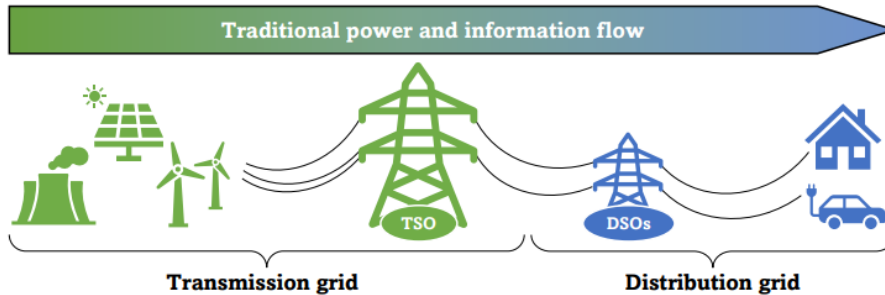 Traditional power and information flow
TSO
DSOs
Transmission grid
Distribution grid